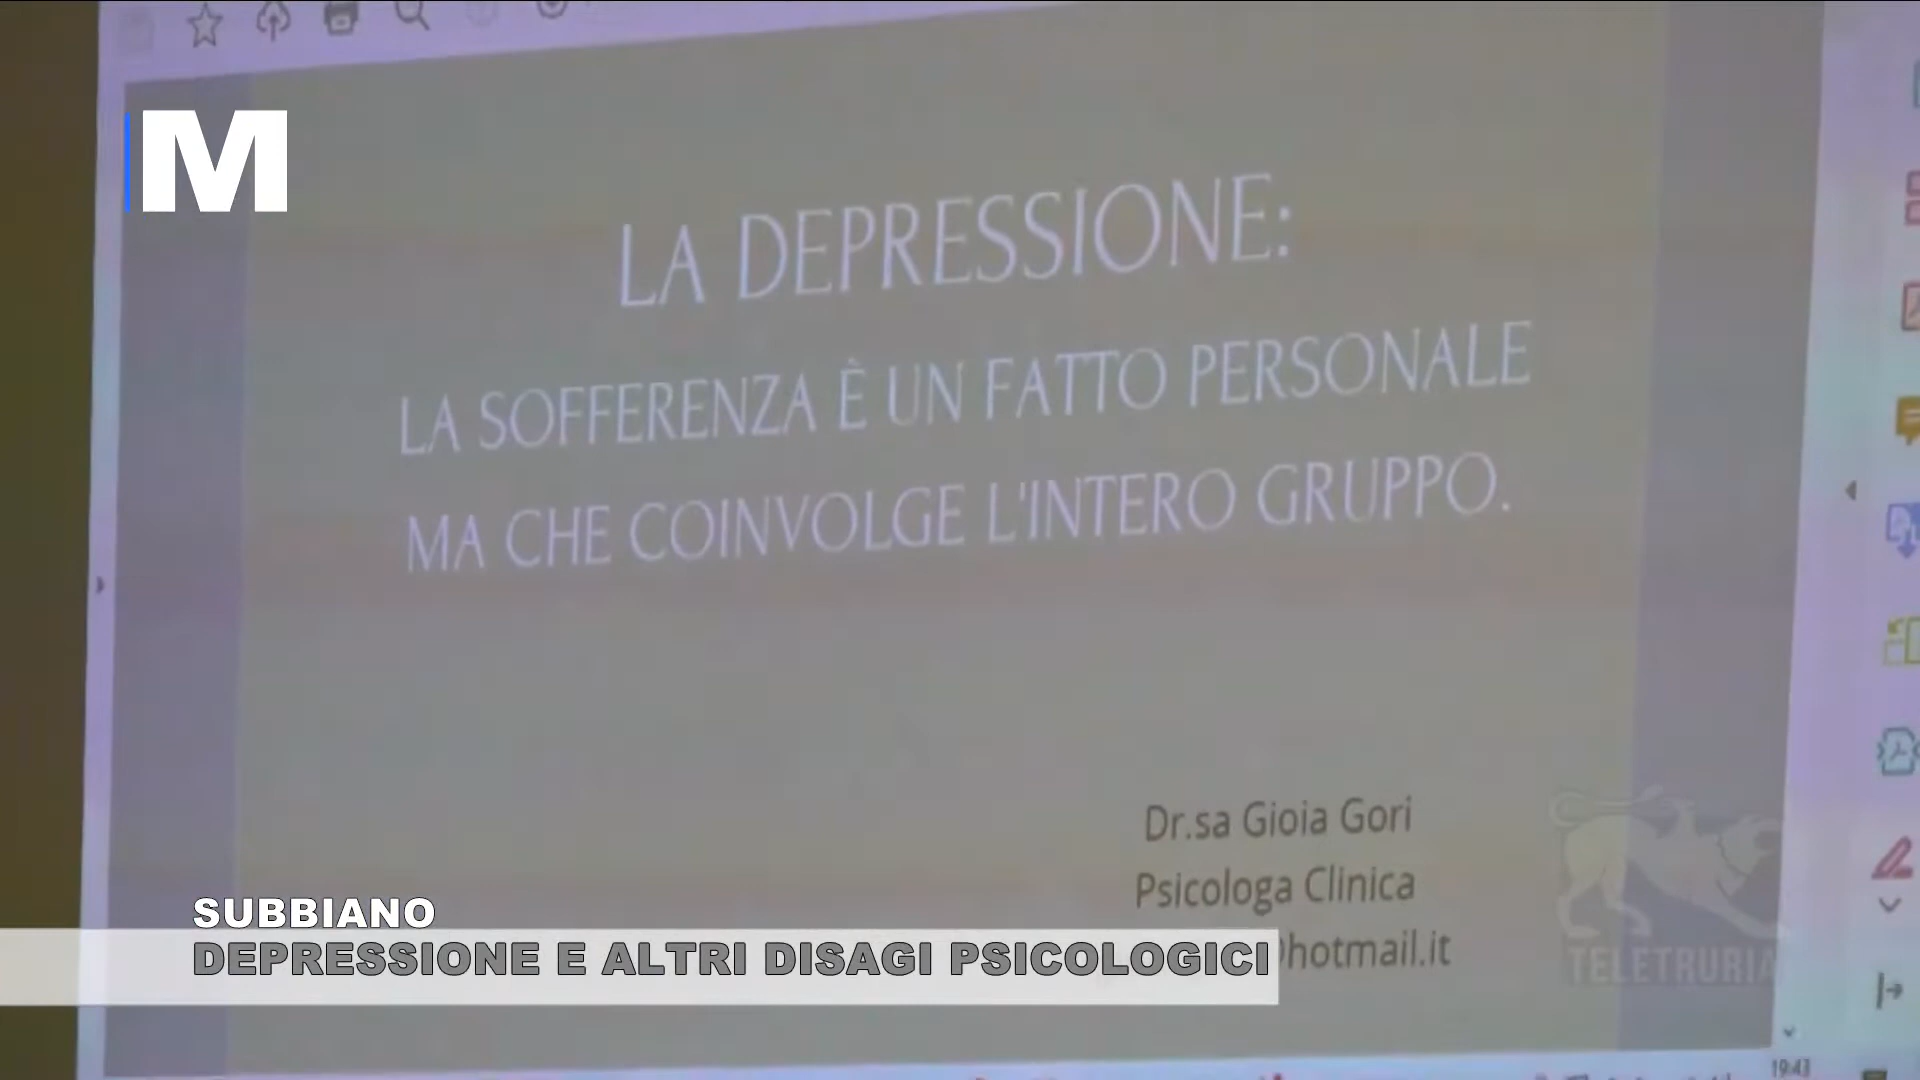 M
LA DEPRESSIONE:
LA SOFFERENZA È UN FATTO PERSONALE
MA CHE COINVOLGE L'INTERO GRUPPO.
Dr.sa Gioia Gori
Psicologa Clinica
@hotmail.it
SUBBIANO
DEPRESSIONE E ALTRI DISAGI PSICOLOGICI
TELETRURIA
19:43